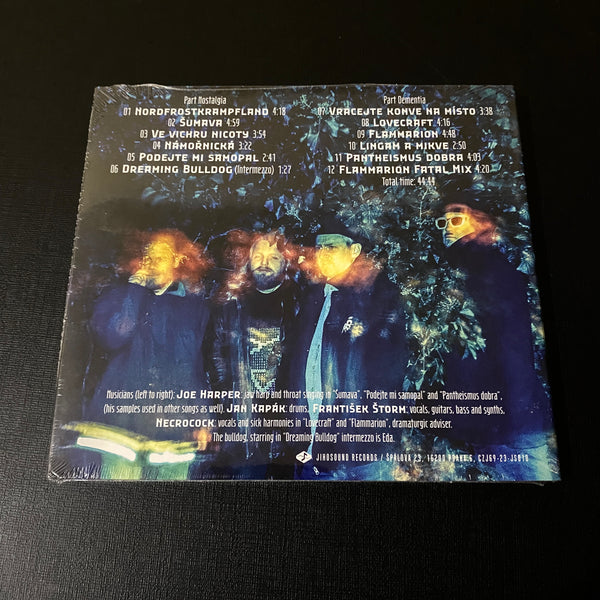 Part Nostalgia
01 Nordfrostkrampfland 4:18
02 Šumava 4:59
03 Ve vichru nicoty 3:54
04 Námořnická 3:22
05 Podejte mi samopal 2:41
06 Dreaming Bulldog (Intermezzo) 1:27
Part Dementia
07 Vracejte konve na místo 3:38
08 Lovecraft 4:16
09 Flammarion 4:48
10 Lingam a mikve 2:50
11 Pantheismus dobra 4:03
12 Flammarion Fatal Mix 4:20
Total time: 44:44
Musicians (left to right): Joe Harper, jaw harp and throat singing in "Šumava", "Podejte mi samopal" and "Pantheismus dobra",
(his samples used in other songs as well), Jan Kapák: drums, František Štorm, vocals, guitars, bass and synths,
Necrocock: vocals and sick harmonies in "Lovecraft" and "Flammarion", dramaturgic adviser.
The bulldog, starring in "Dreaming Bulldog" intermezzo is Eda.
Jihosound Records / Špálova 23, 16200 Praha 6,